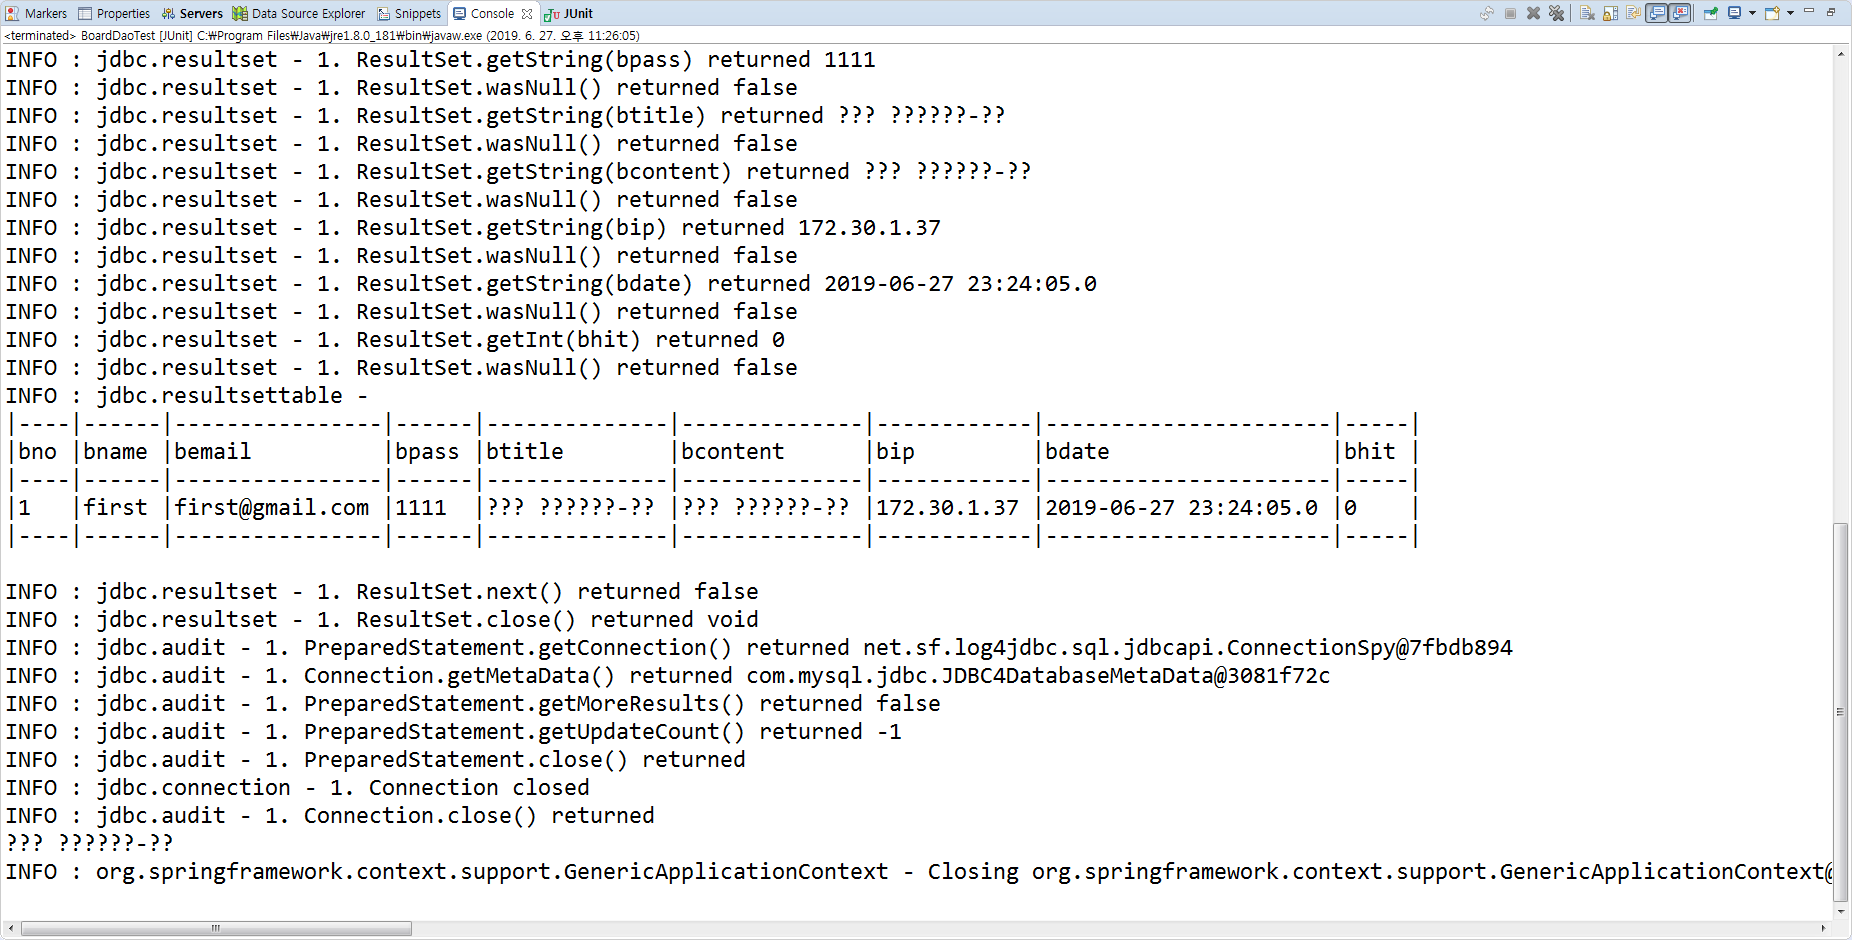 Markers Properties Servers Data Source Explorer Snippets Console JUnit
<terminated> BoardDaoTest [JUnit] C:₩Program Files₩Java₩jre1.8.0_181₩bin₩javaw.exe (2019. 6. 27. 오후 11:26:05)
INFO : jdbc.resultset - 1. ResultSet.getString(bpass) returned 1111
INFO : jdbc.resultset - 1. ResultSet.wasNull() returned false
INFO : jdbc.resultset - 1. ResultSet.getString(btitle) returned ??? ??????-??
INFO : jdbc.resultset - 1. ResultSet.wasNull() returned false
INFO : jdbc.resultset - 1. ResultSet.getString(bcontent) returned ??? ??????-??
INFO : jdbc.resultset - 1. ResultSet.wasNull() returned false
INFO : jdbc.resultset - 1. ResultSet.getString(bip) returned 172.30.1.37
INFO : jdbc.resultset - 1. ResultSet.wasNull() returned false
INFO : jdbc.resultset - 1. ResultSet.getString(bdate) returned 2019-06-27 23:24:05.0
INFO : jdbc.resultset - 1. ResultSet.wasNull() returned false
INFO : jdbc.resultset - 1. ResultSet.getInt(bhit) returned 0
INFO : jdbc.resultset - 1. ResultSet.wasNull() returned false
INFO : jdbc.resultsettable -
|----|------|----------------|------|--------------|--------------|------------|----------------------|-----|
|bno |bname |bemail          |bpass |btitle        |bcontent      |bip         |bdate                 |bhit |
|----|------|----------------|------|--------------|--------------|------------|----------------------|-----|
|1   |first |first@gmail.com |1111  |??? ??????-?? |??? ??????-?? |172.30.1.37 |2019-06-27 23:24:05.0 |0    |
|----|------|----------------|------|--------------|--------------|------------|----------------------|-----|
INFO : jdbc.resultset - 1. ResultSet.next() returned false
INFO : jdbc.resultset - 1. ResultSet.close() returned void
INFO : jdbc.audit - 1. PreparedStatement.getConnection() returned net.sf.log4jdbc.sql.jdbcapi.ConnectionSpy@7fbdb894
INFO : jdbc.audit - 1. Connection.getMetaData() returned com.mysql.jdbc.JDBC4DatabaseMetaData@3081f72c
INFO : jdbc.audit - 1. PreparedStatement.getMoreResults() returned false
INFO : jdbc.audit - 1. PreparedStatement.getUpdateCount() returned -1
INFO : jdbc.audit - 1. PreparedStatement.close() returned
INFO : jdbc.connection - 1. Connection closed
INFO : jdbc.audit - 1. Connection.close() returned
??? ??????-??
INFO : org.springframework.context.support.GenericApplicationContext - Closing org.springframework.context.support.GenericApplicationContext@